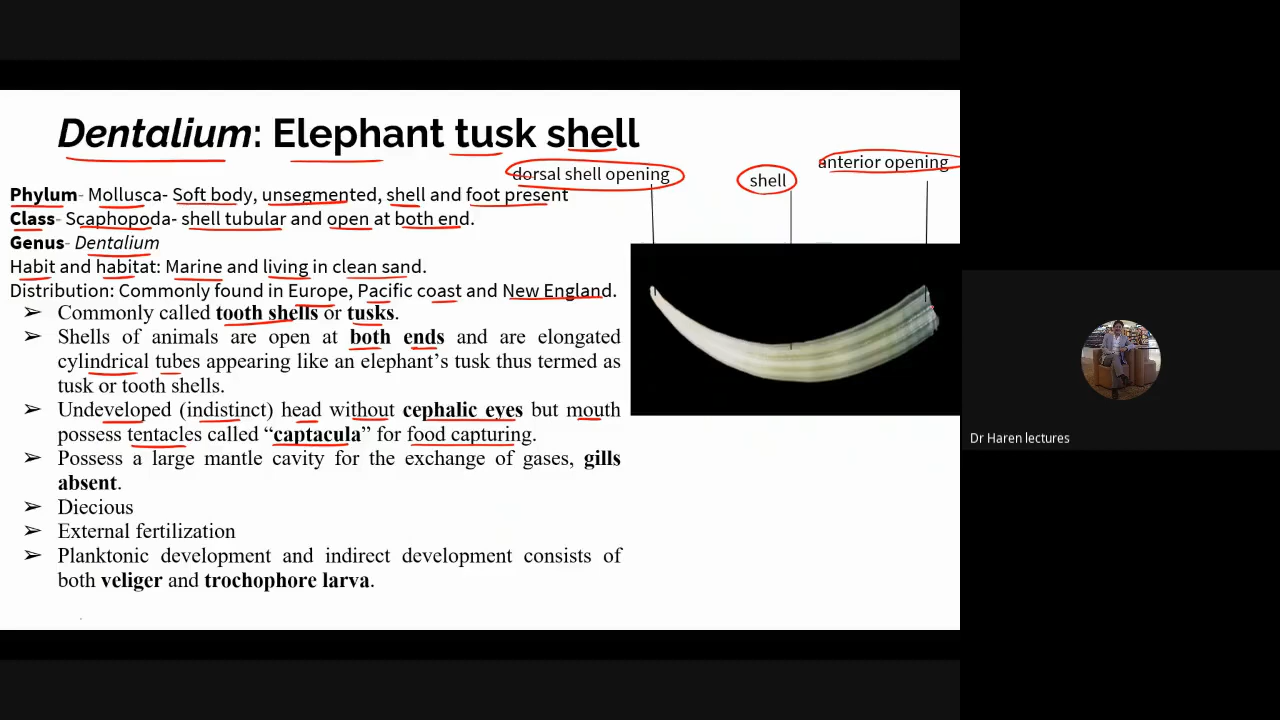 Dentalium: Elephant tusk shell
dorsal shell opening
shell
anterior opening
Phylum- Mollusca- Soft body, unsegmented, shell and foot present
Class- Scaphopoda- shell tubular and open at both end.
Genus- Dentalium
Habit and habitat: Marine and living in clean sand.
Distribution: Commonly found in Europe, Pacific coast and New England.
➢ Commonly called tooth shells or tusks.
➢ Shells of animals are open at both ends and are elongated
cylindrical tubes appearing like an elephant's tusk thus termed as
tusk or tooth shells.
➢ Undeveloped (indistinct) head without cephalic eyes but mouth
possess tentacles called “captacula” for food capturing.
➢ Possess a large mantle cavity for the exchange of gases, gills
absent.
➢ Diecious
➢ External fertilization
➢ Planktonic development and indirect development consists of
both veliger and trochophore larva.
Dr Haren lectures